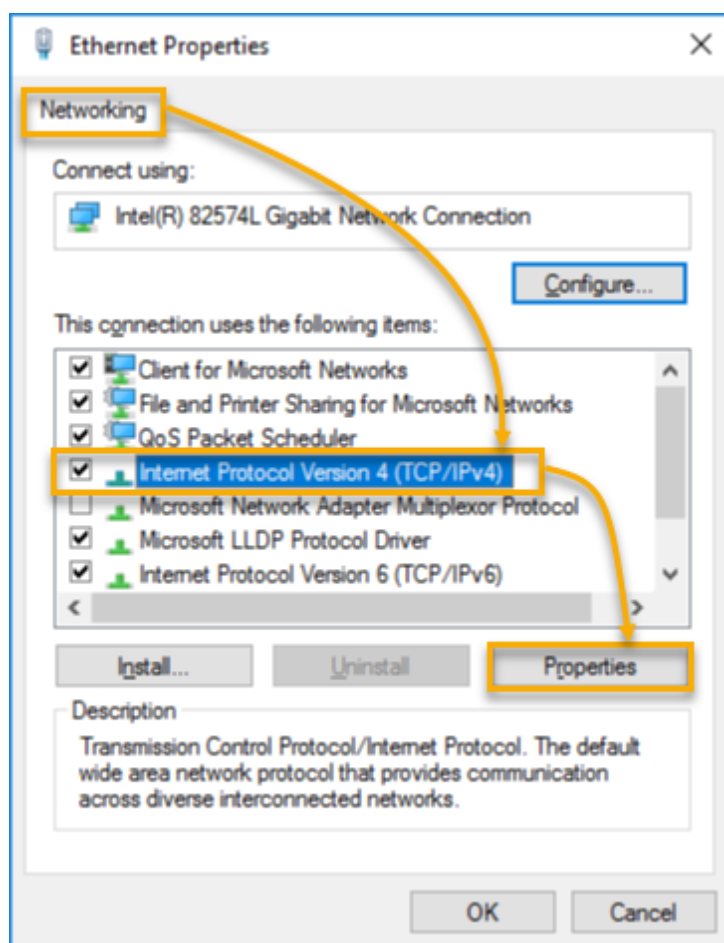 Ethernet Properties
Networking
Connect using:
Intel(R) 82574L Gigabit Network Connection
Configure...
This connection uses the following items:
Client for Microsoft Networks
File and Printer Sharing for Microsoft Networks
QoS Packet Scheduler
Internet Protocol Version 4 (TCP/IPv4)
Microsoft Network Adapter Multiplexor Protocol
Microsoft LLDP Protocol Driver
Internet Protocol Version 6 (TCP/IPv6)
Install... Uninstall Properties
Description
Transmission Control Protocol/Internet Protocol. The default
wide area network protocol that provides communication
across diverse interconnected networks.
OK Cancel